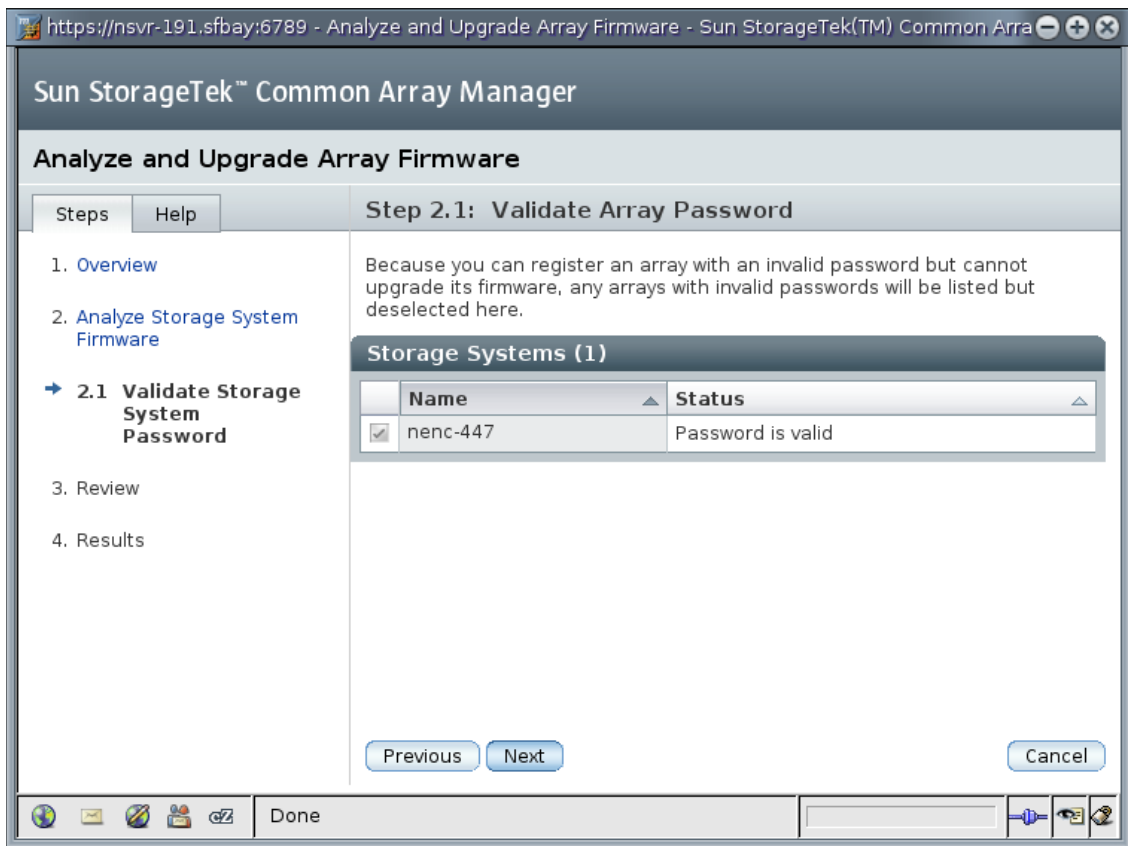 https://nsvr-191.sfbay:6789 - Analyze and Upgrade Array Firmware - Sun StorageTek(TM) Common Arra
Sun StorageTek™ Common Array Manager
Analyze and Upgrade Array Firmware
Steps
Help
1. Overview
2. Analyze Storage System
Firmware
2.1 Validate Storage
System
Password
3. Review
4. Results
Step 2.1: Validate Array Password
Because you can register an array with an invalid password but cannot
upgrade its firmware, any arrays with invalid passwords will be listed but
deselected here.
Storage Systems (1)
Name Status
nenc-447 Password is valid
Previous Next Cancel
Done